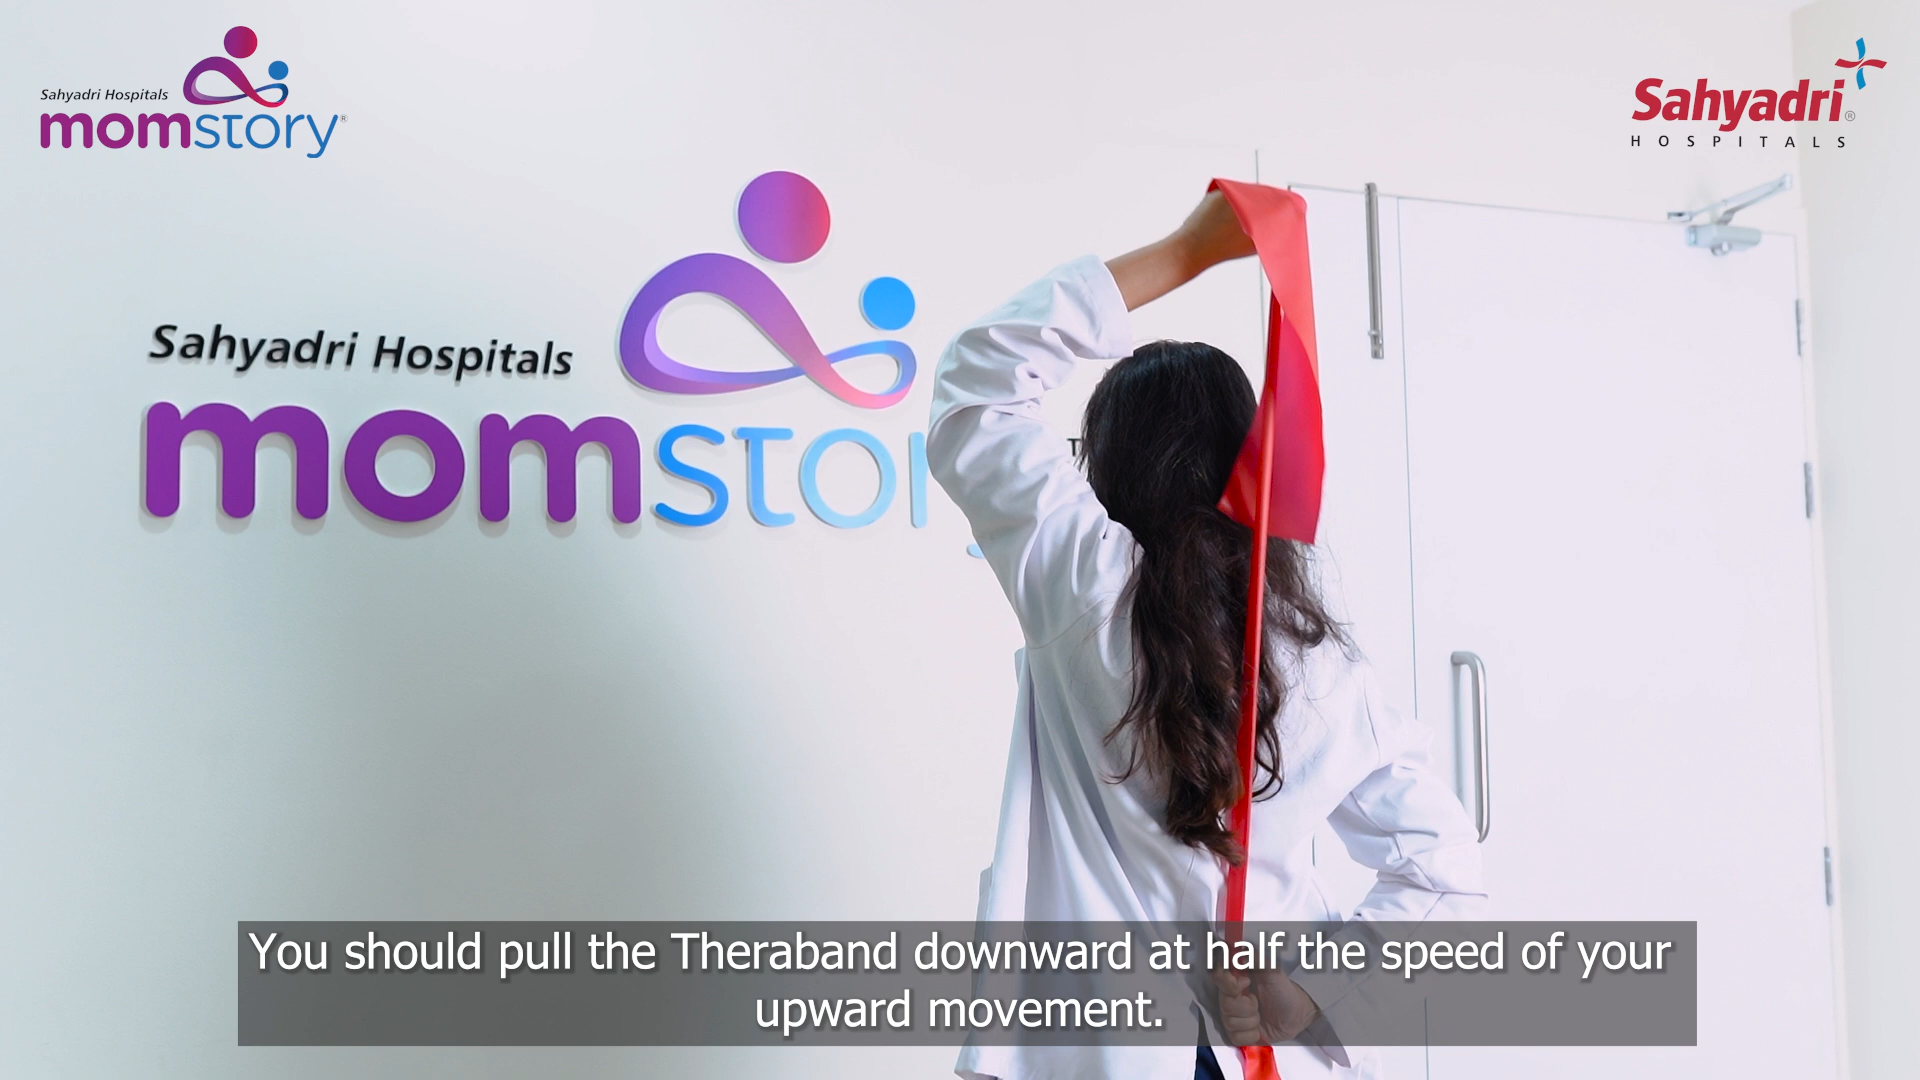 Sahyadri Hospitals
momstory®
Sahyadri®
HOSPITALS
Sahyadri Hospitals
momstor
T
You should pull the Theraband downward at half the speed of your
upward movement.